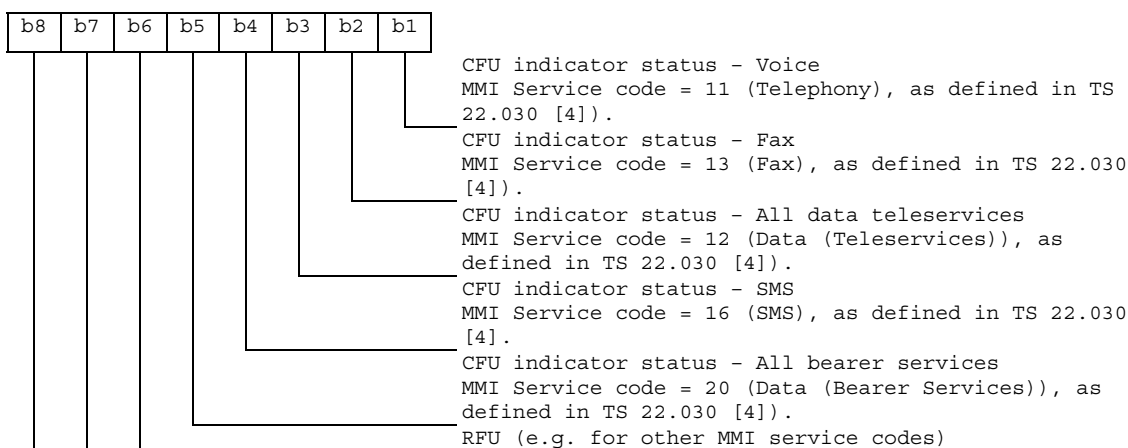 b8 b7 b6 b5 b4 b3 b2 b1
CFU indicator status – Voice
MMI Service code = 11 (Telephony), as defined in TS
22.030 [4]).
CFU indicator status – Fax
MMI Service code = 13 (Fax), as defined in TS 22.030
[4]).
CFU indicator status – All data teleservices
MMI Service code = 12 (Data (Teleservices)), as
defined in TS 22.030 [4]).
CFU indicator status – SMS
MMI Service code = 16 (SMS), as defined in TS 22.030
[4].
CFU indicator status – All bearer services
MMI Service code = 20 (Data (Bearer Services)), as
defined in TS 22.030 [4]).
RFU (e.g. for other MMI service codes)